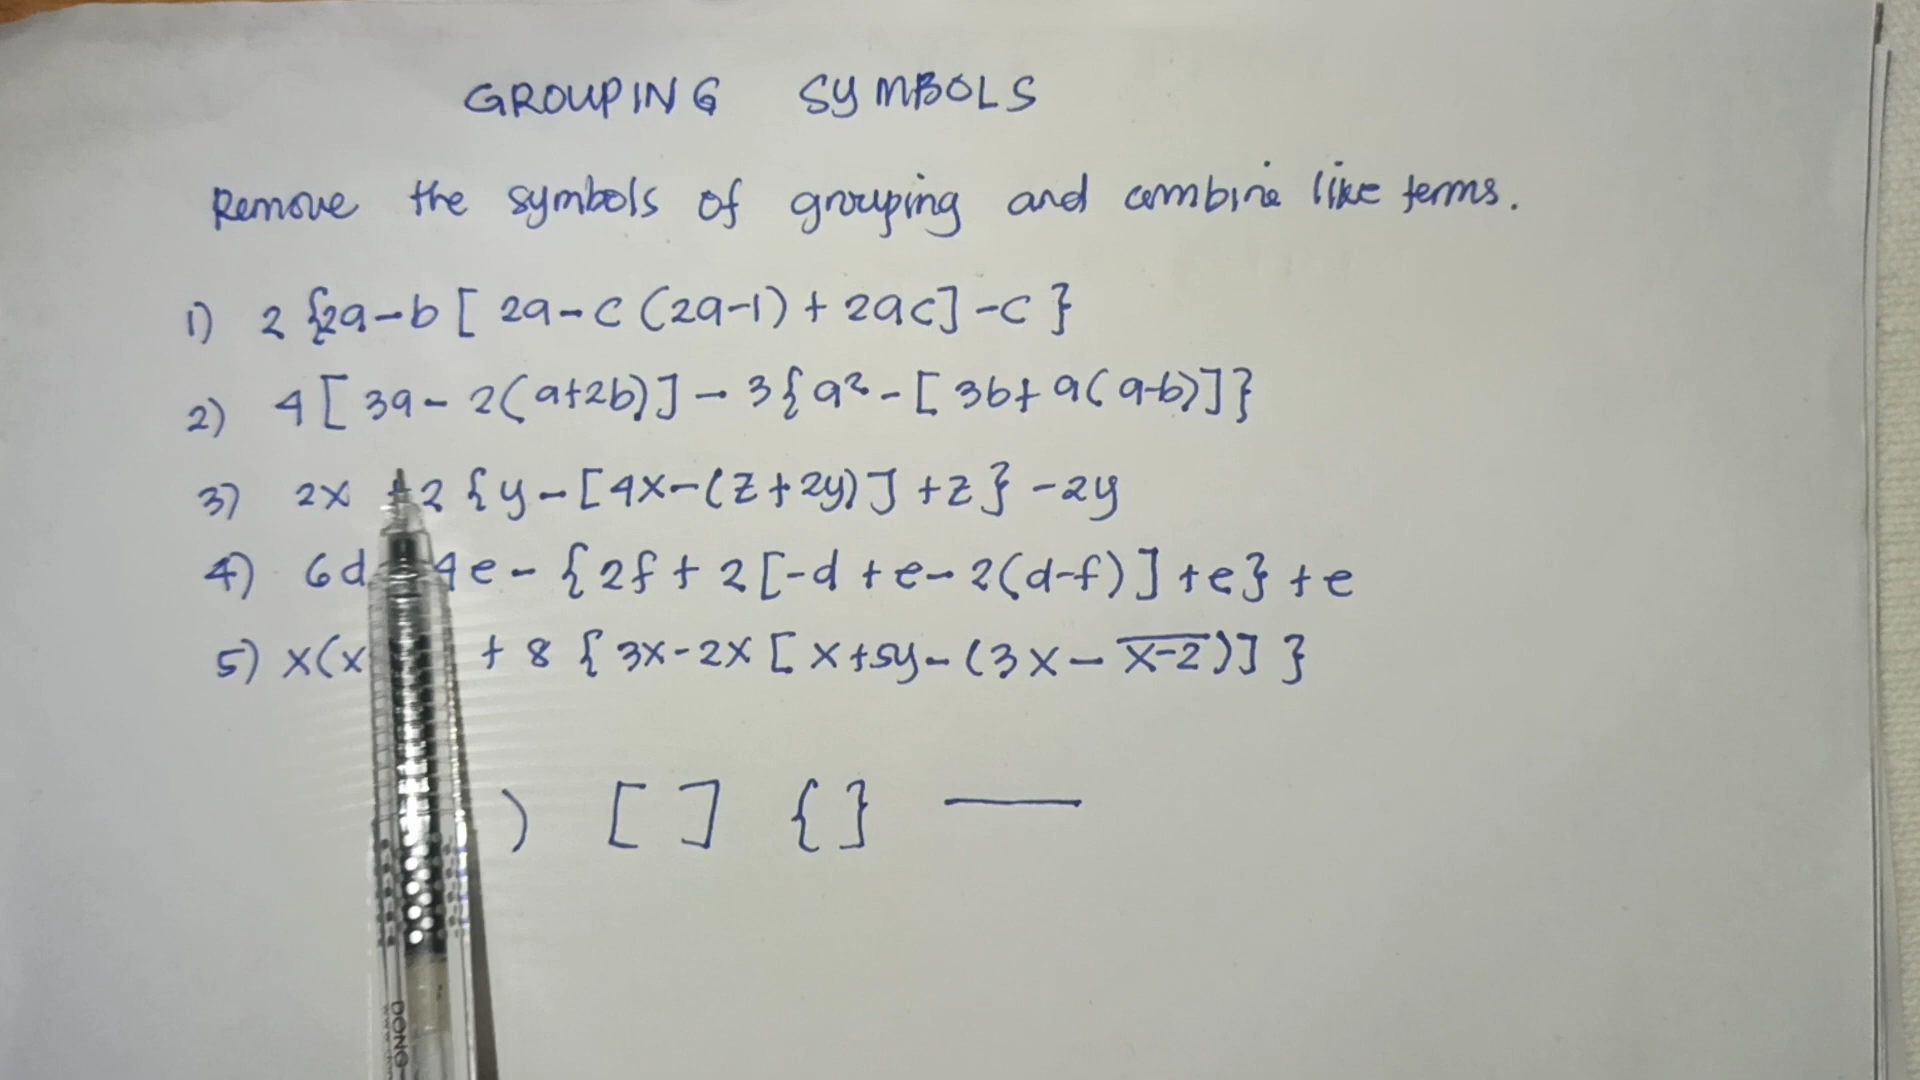 GROUPING SYMBOLS
Remove the symbols of grouping and combine like terms.
1) 2 {2a-b [ 2a-c (2a-1) + 2ac] -c }
2) 4 [ 3a- 2(a+2b)] - 3{a² - [ 3b+ a(a-b)]}
3) 2x +2 {y-[4x-(z+2y)] +z} -2y
4) 6d 4e - {2f + 2 [-d +e- 2(d-f)] +e} +e
5) x(x + 8 { 3x-2x [ x+5y- (3x- x̅-̅2̅)] }
) [ ] { } —
DONG-